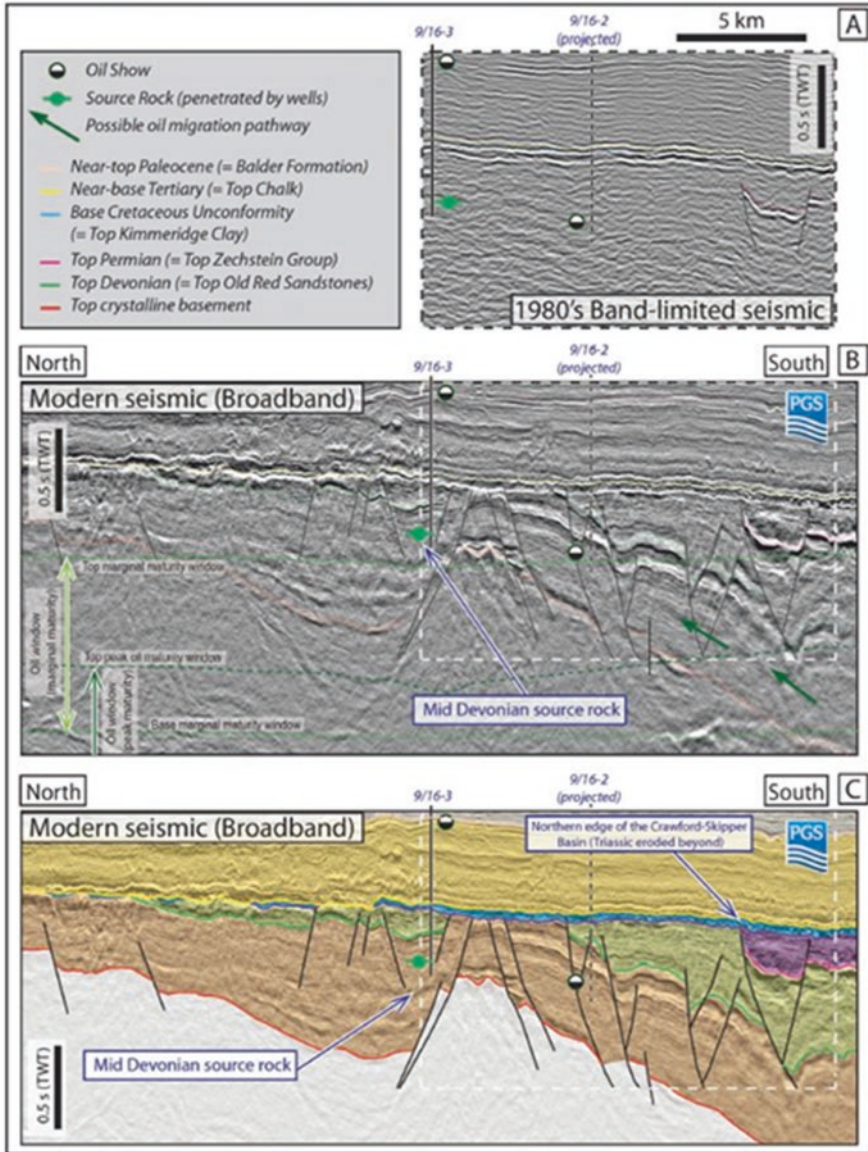 9/16-3
9/16-2
(projected)
5 km
A
Oil Show
Source Rock (penetrated by wells)
Possible oil migration pathway
Near-top Paleocene (= Balder Formation)
Near-base Tertiary (= Top Chalk)
Base Cretaceous Unconformity
(= Top Kimmeridge Clay)
Top Permian (= Top Zechstein Group)
Top Devonian (= Top Old Red Sandstones)
Top crystalline basement
0.5 s (TWT)
1980's Band-limited seismic
North
9/16-3
9/16-2
(projected)
South
B
Modern seismic (Broadband)
PGS
0.5 s (TWT)
Top marginal maturity window
Oil window
(marginal maturity)
Top peak oil maturity window
Oil window
(peak maturity)
Base marginal maturity window
Mid Devonian source rock
North
9/16-3
9/16-2
(projected)
South
C
Modern seismic (Broadband)
Northern edge of the Crawford-Skipper
Basin (Triassic eroded beyond)
PGS
Mid Devonian source rock
0.5 s (TWT)